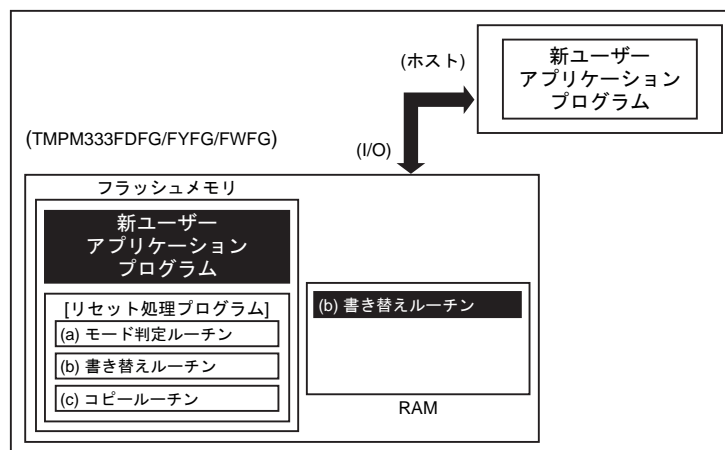 (ホスト)
新ユーザー
アプリケーション
プログラム
(TMPM333FDFG/FYFG/FWFG)
(I/O)
フラッシュメモリ
新ユーザー
アプリケーション
プログラム
[リセット処理プログラム]
(a) モード判定ルーチン
(b) 書き替えルーチン
(c) コピールーチン
(b) 書き替えルーチン
RAM